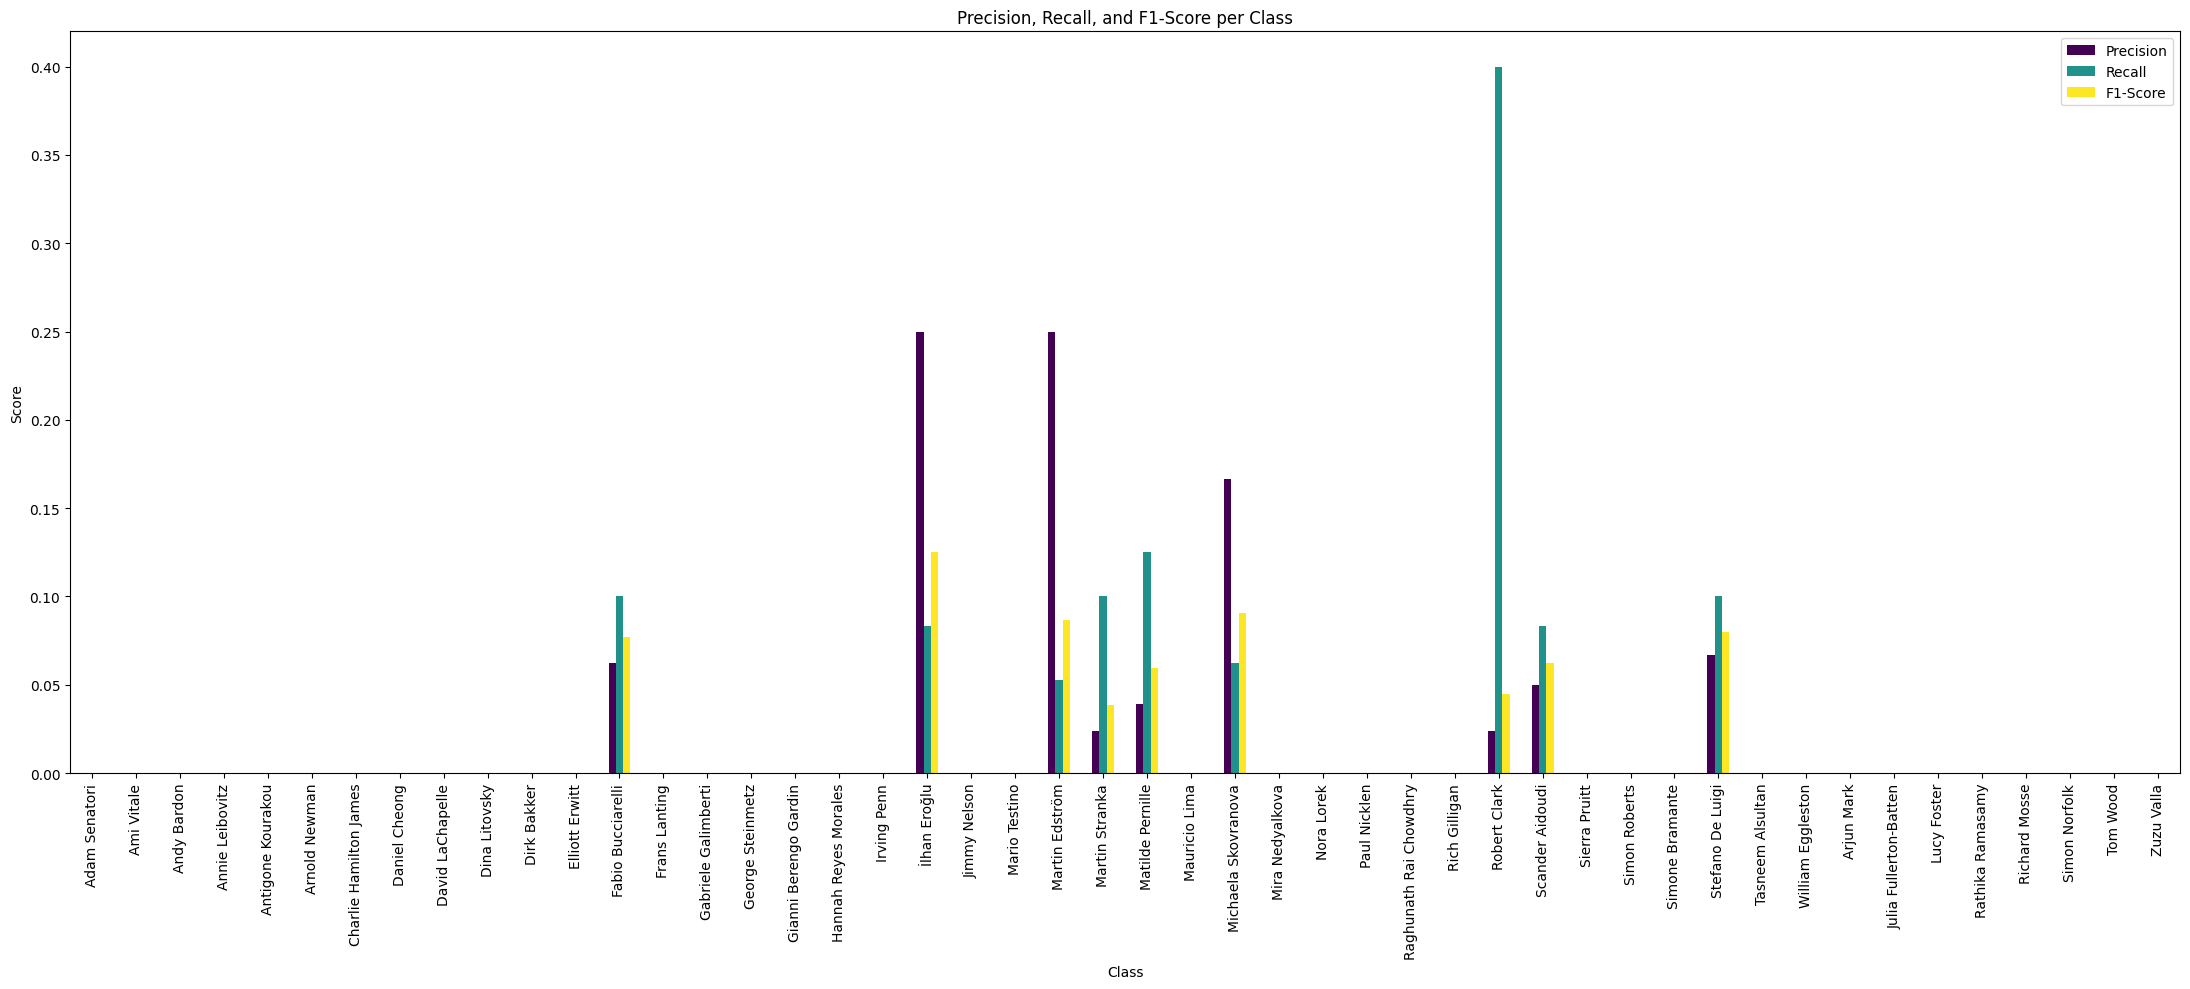 Precision, Recall, and F1-Score per Class
Precision
Recall
F1-Score
0.40
0.35
0.30
0.25
0.20
0.15
0.10
0.05
0.00
Score
Adam Senatori
Ami Vitale
Andy Bardon
Annie Leibovitz
Antigone Kourakou
Arnold Newman
Charlie Hamilton James
Daniel Cheong
David LaChapelle
Dina Litovsky
Dirk Bakker
Elliott Erwitt
Fabio Bucciarelli
Frans Lanting
Gabriele Galimberti
George Steinmetz
Gianni Berengo Gardin
Hannah Reyes Morales
Irving Penn
İlhan Eroğlu
Jimmy Nelson
Mario Testino
Martin Edström
Martin Stranka
Matilde Pernille
Mauricio Lima
Michaela Skovranova
Mira Nedyalkova
Nora Lorek
Paul Nicklen
Raghunath Rai Chowdhry
Rich Gilligan
Robert Clark
Scander Aidoudi
Sierra Pruitt
Simon Roberts
Simone Bramante
Stefano De Luigi
Tasneem Alsultan
William Eggleston
Arjun Mark
Julia Fullerton-Batten
Lucy Foster
Rathika Ramasamy
Richard Mosse
Simon Norfolk
Tom Wood
Zuzu Valla
Class